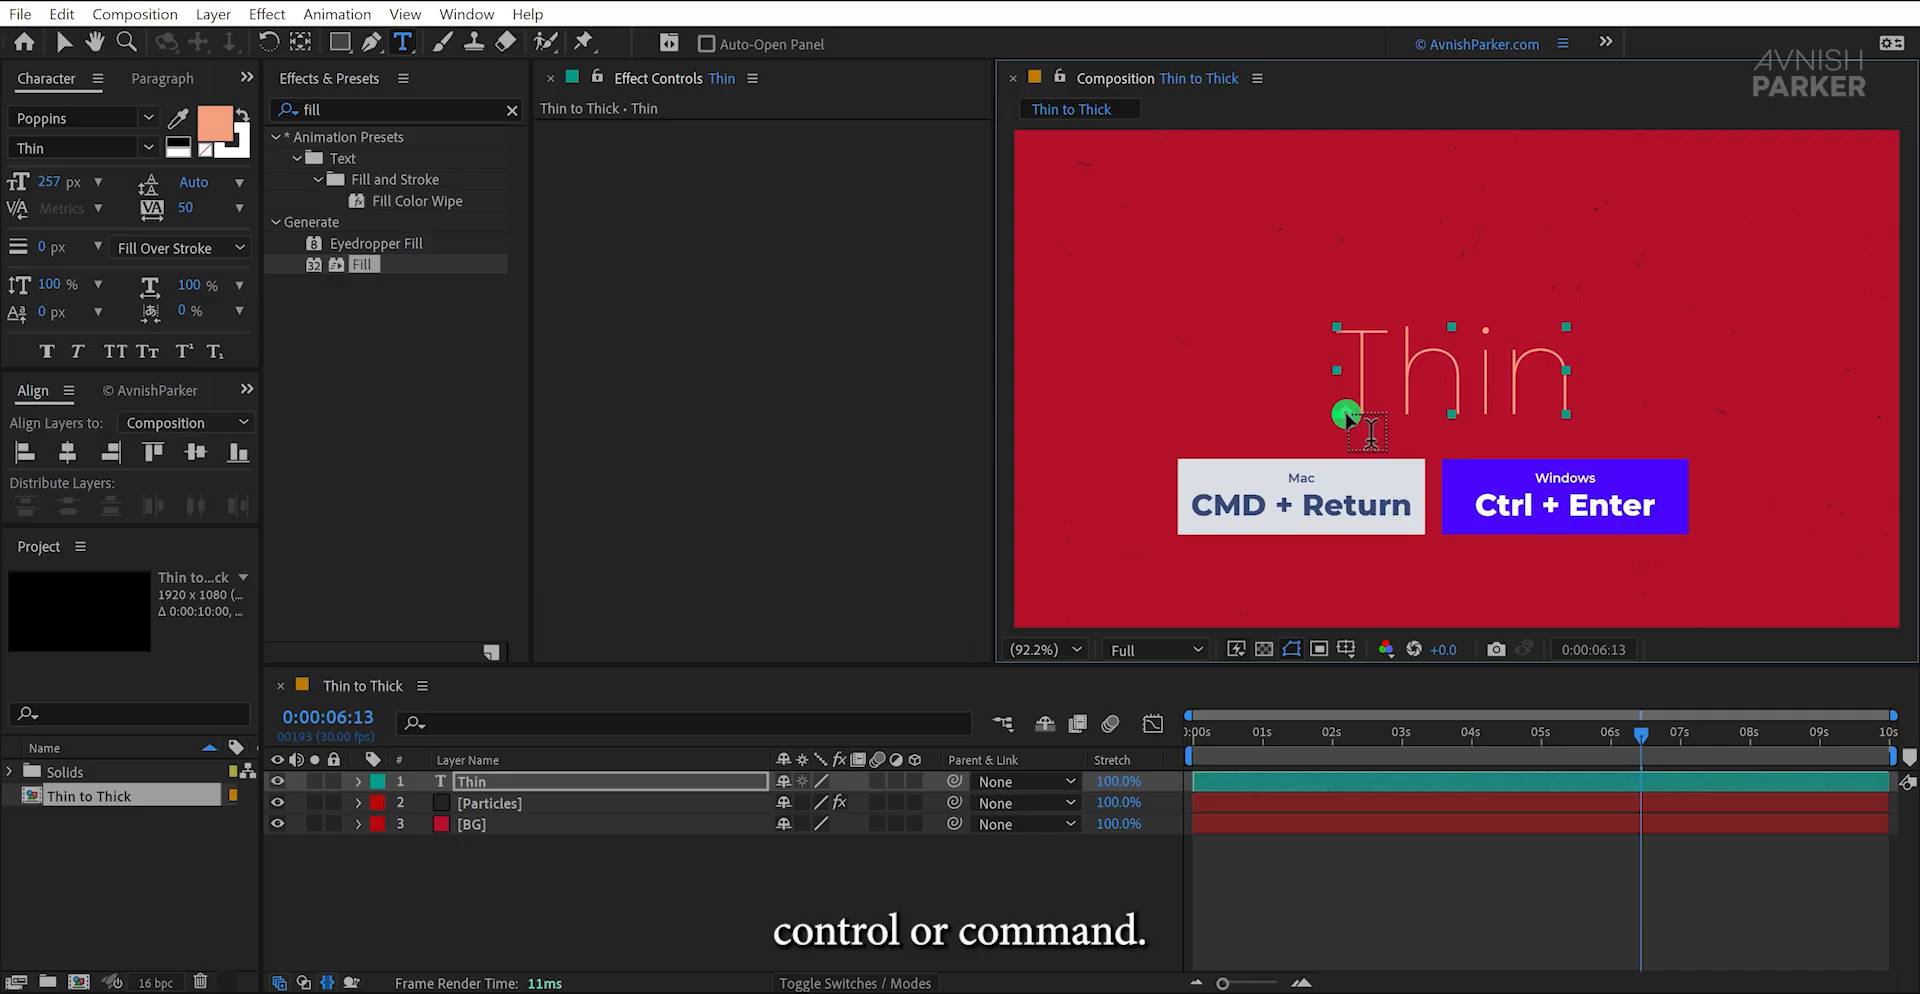 File Edit Composition Layer Effect Animation View Window Help
Auto-Open Panel
© AvnishParker.com
AVNISH
PARKER
Character Paragraph
Poppins
Thin
257 px Auto
Metrics 50
0 px Fill Over Stroke
100 % 100 %
0 px 0 %
Align © AvnishParker
Align Layers to: Composition
Distribute Layers:
Project
Thin to...ck
1920 x 1080 (...
Δ 0:00:10:00, ...
Name
Solids
Thin to Thick
16 bpc
Effects & Presets
fill
* Animation Presets
Text
Fill and Stroke
Fill Color Wipe
Generate
8 Eyedropper Fill
32 Fill
Effect Controls Thin
Thin to Thick • Thin
Composition Thin to Thick
Thin to Thick
Thin
Mac
CMD + Return
Windows
Ctrl + Enter
(92.2%) Full +0.0 0:00:06:13
Thin to Thick
0:00:06:13
00193 (30.00 fps)
# Layer Name fx Parent & Link Stretch
1 T Thin None 100.0%
2 [Particles] fx None 100.0%
3 [BG] None 100.0%
0:00s 01s 02s 03s 04s 05s 06s 07s 08s 09s 10s
control or command.
Frame Render Time: 11ms
Toggle Switches / Modes